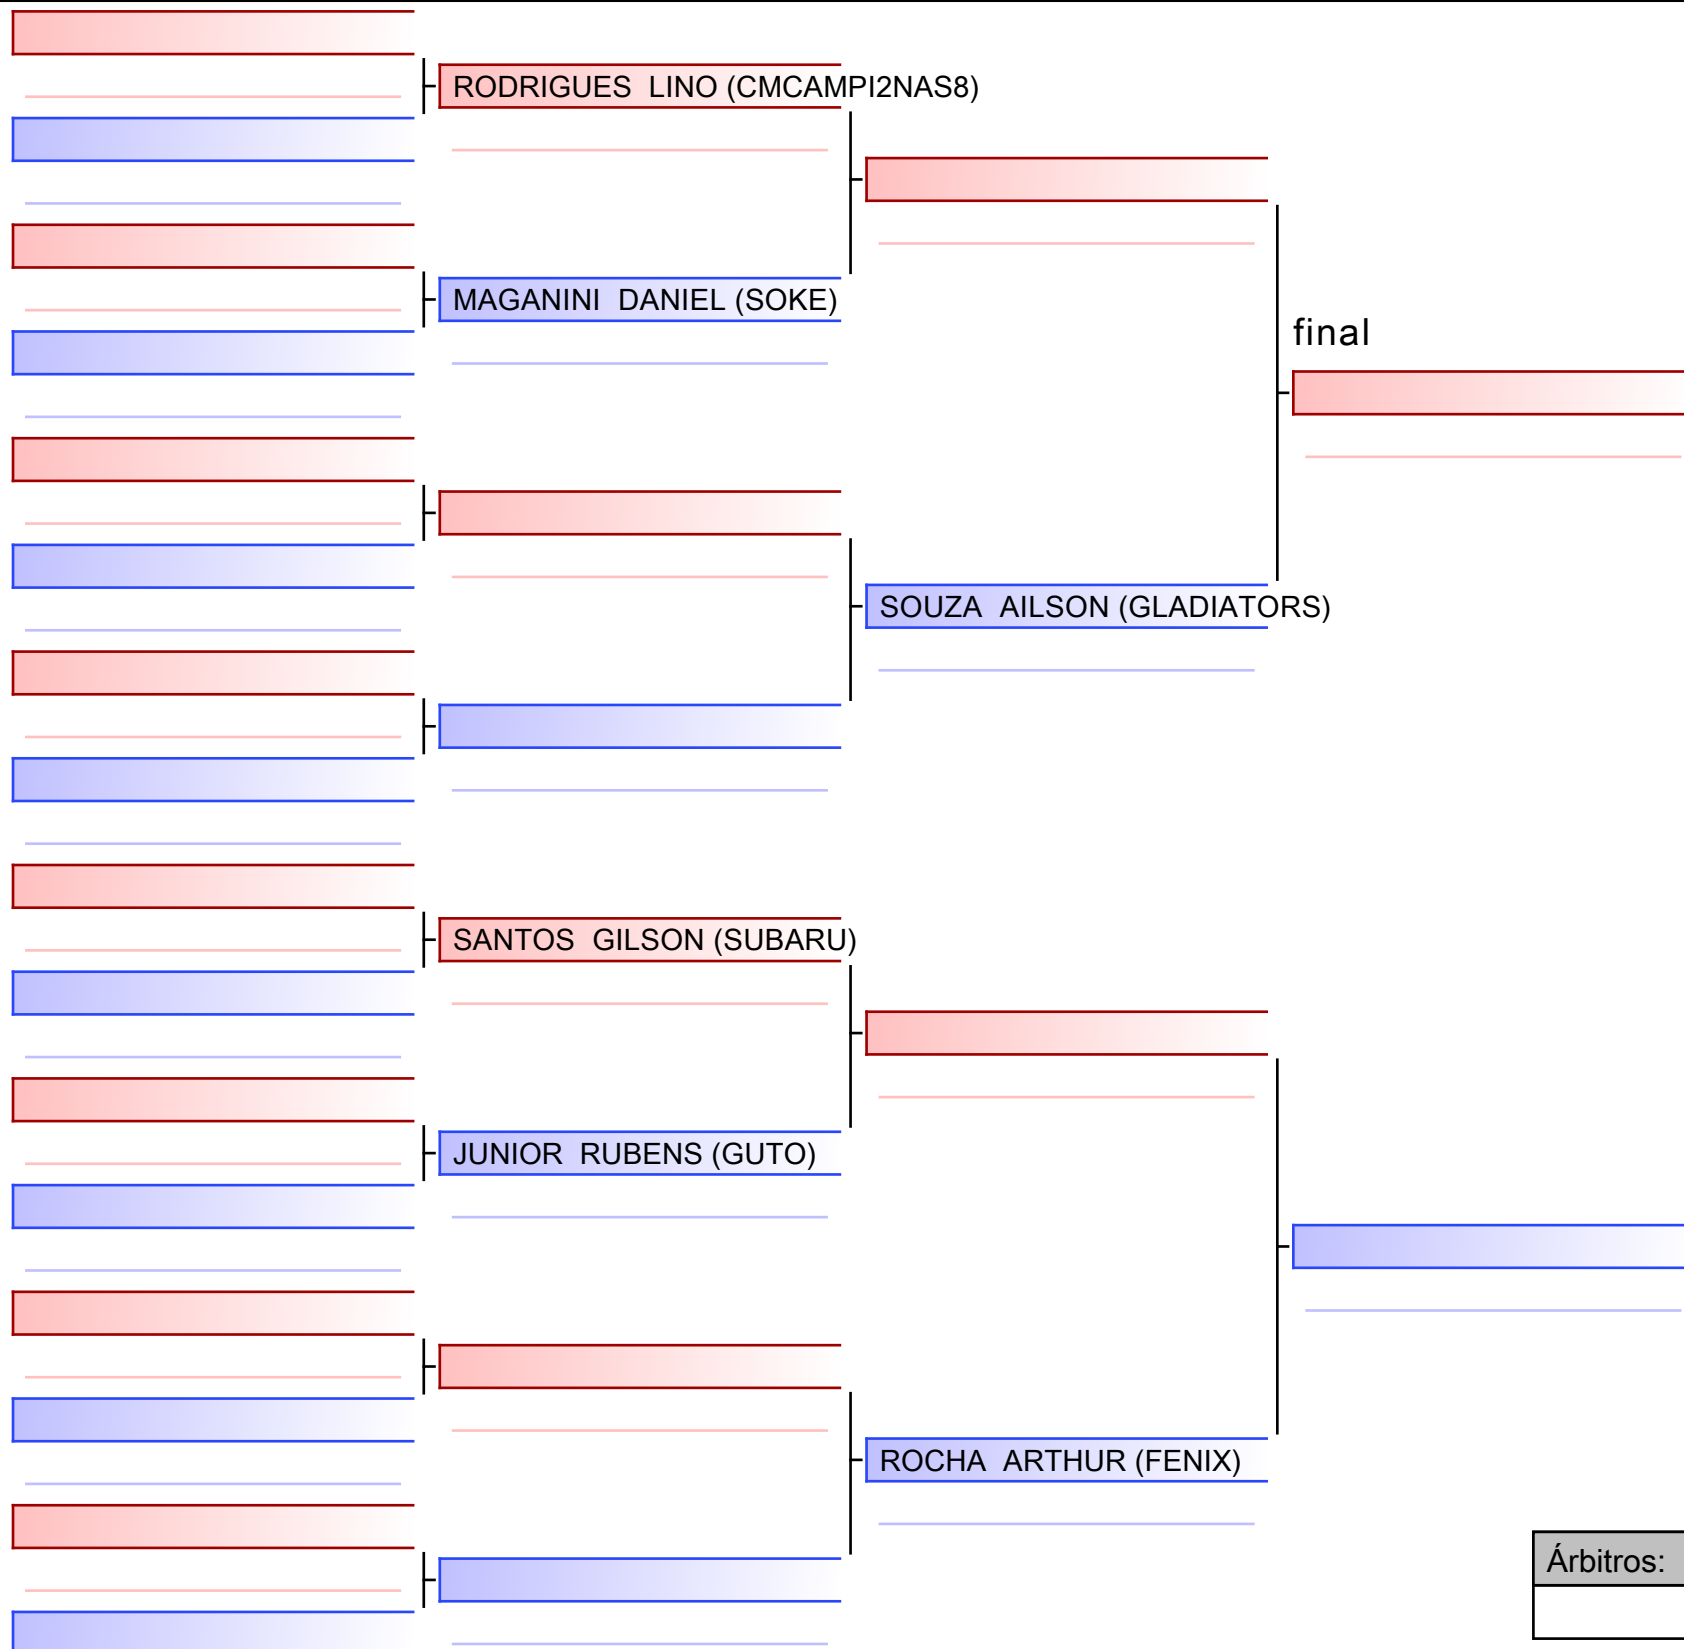 RODRIGUES  LINO (CMCAMPI2NAS8)
MAGANINI  DANIEL (SOKE)
final
SOUZA  AILSON (GLADIATORS)
SANTOS  GILSON (SUBARU)
JUNIOR  RUBENS (GUTO)
ROCHA  ARTHUR (FENIX)
Árbitros: